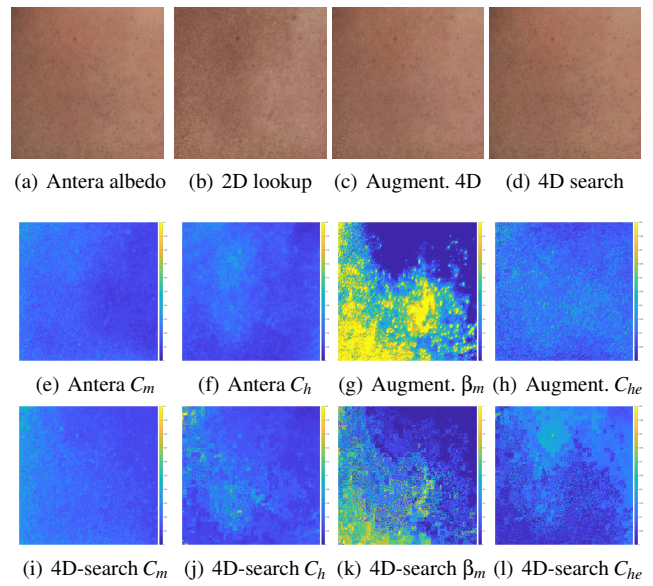 (a) Antera albedo (b) 2D lookup (c) Augment. 4D (d) 4D search
(e) Antera Cm (f) Antera Ch (g) Augment. βm (h) Augment. Che
(i) 4D-search Cm (j) 4D-search Ch (k) 4D-search βm (l) 4D-search Che